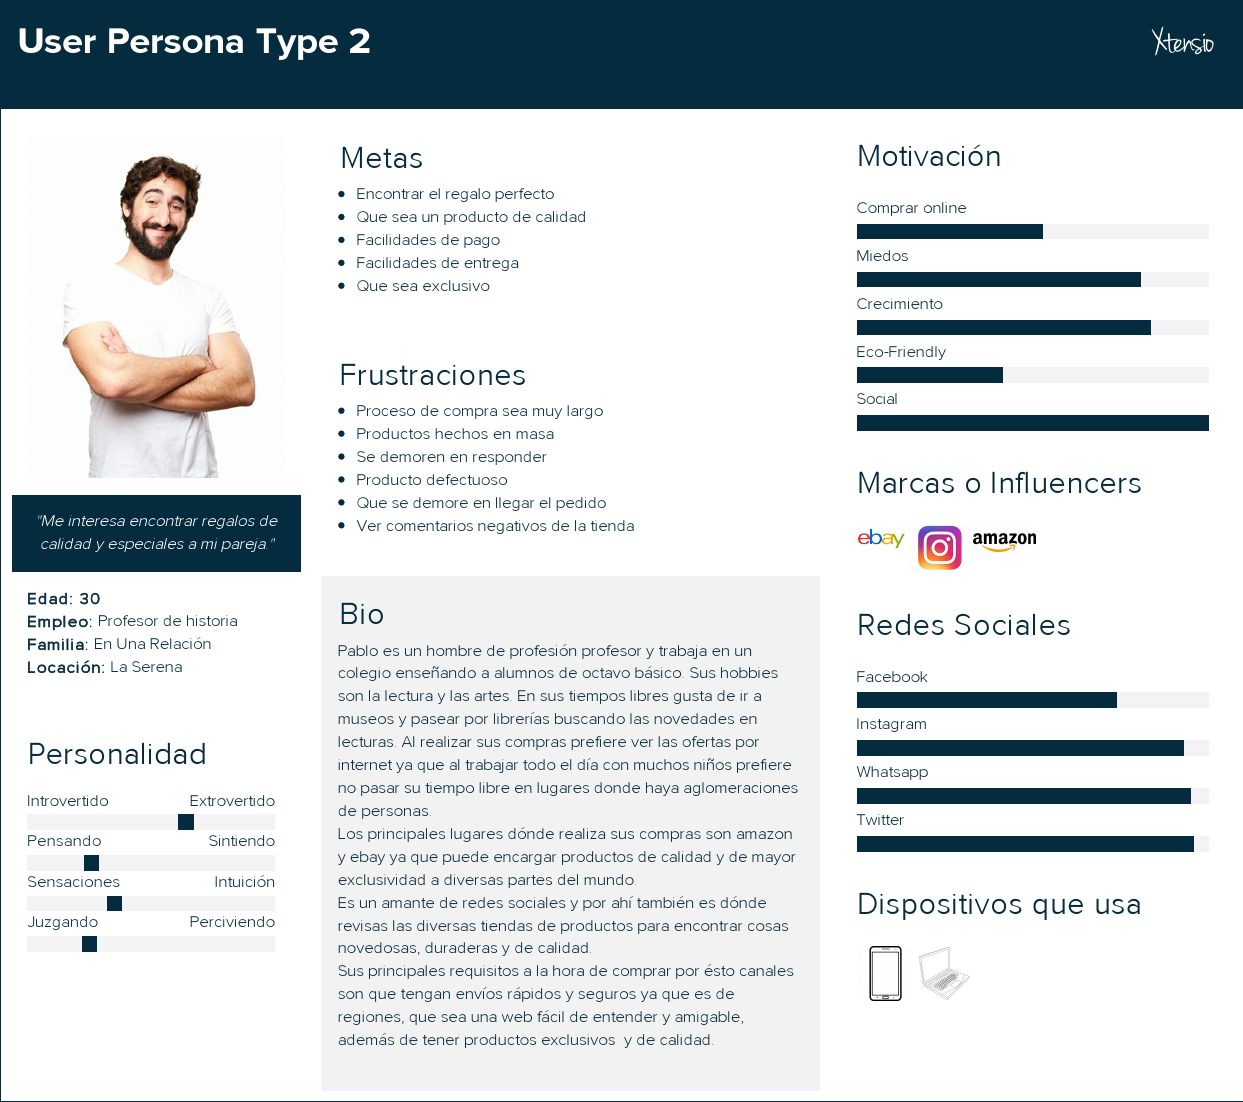 User Persona Type 2
Xtensio
"Me interesa encontrar regalos de
calidad y especiales a mi pareja."
Edad: 30
Empleo: Profesor de historia
Familia: En Una Relación
Locación: La Serena
Personalidad
Introvertido Extrovertido
Pensando Sintiendo
Sensaciones Intuición
Juzgando Perciviendo
Metas
Encontrar el regalo perfecto
Que sea un producto de calidad
Facilidades de pago
Facilidades de entrega
Que sea exclusivo
Frustraciones
Proceso de compra sea muy largo
Productos hechos en masa
Se demoren en responder
Producto defectuoso
Que se demore en llegar el pedido
Ver comentarios negativos de la tienda
Bio
Pablo es un hombre de profesión profesor y trabaja en un
colegio enseñando a alumnos de octavo básico. Sus hobbies
son la lectura y las artes. En sus tiempos libres gusta de ir a
museos y pasear por librerías buscando las novedades en
lecturas. Al realizar sus compras prefiere ver las ofertas por
internet ya que al trabajar todo el día con muchos niños prefiere
no pasar su tiempo libre en lugares donde haya aglomeraciones
de personas.
Los principales lugares dónde realiza sus compras son amazon
y ebay ya que puede encargar productos de calidad y de mayor
exclusividad a diversas partes del mundo.
Es un amante de redes sociales y por ahí también es dónde
revisas las diversas tiendas de productos para encontrar cosas
novedosas, duraderas y de calidad.
Sus principales requisitos a la hora de comprar por ésto canales
son que tengan envíos rápidos y seguros ya que es de
regiones, que sea una web fácil de entender y amigable,
además de tener productos exclusivos  y de calidad.
Motivación
Comprar online
Miedos
Crecimiento
Eco-Friendly
Social
Marcas o Influencers
ebay amazon
Redes Sociales
Facebook
Instagram
Whatsapp
Twitter
Dispositivos que usa